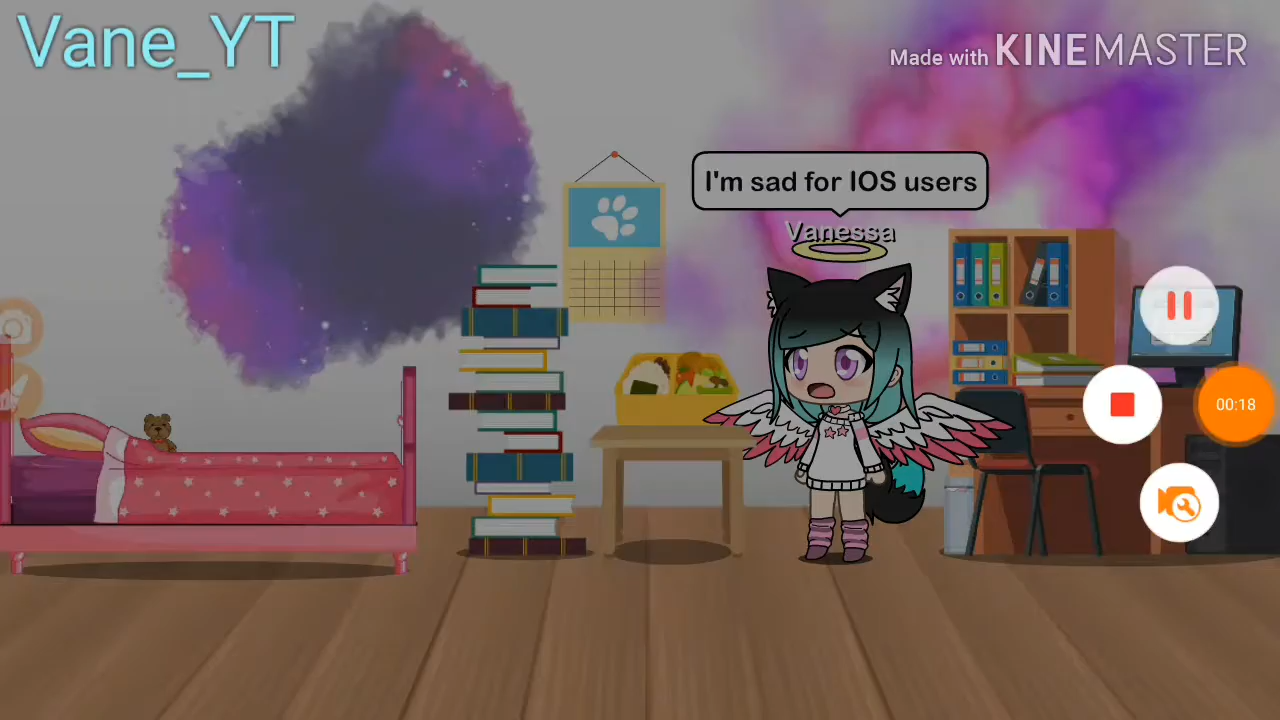 Vane_YT
Made with KINEMASTER
I'm sad for IOS users
Vanessa
00:18